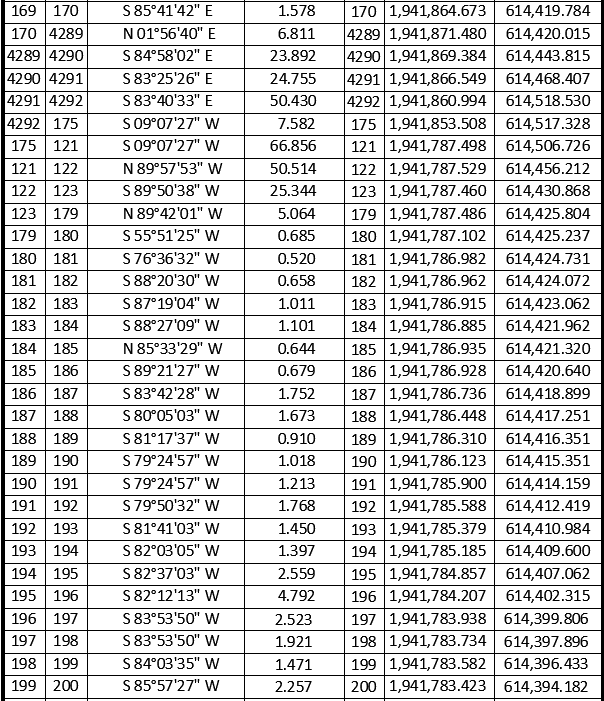 169 170 S 85°41'42" E 1.578 170 1,941,864.673 614,419.784
170 4289 N 01°56'40" E 6.811 4289 1,941,871.480 614,420.015
4289 4290 S 84°58'02" E 23.892 4290 1,941,869.384 614,443.815
4290 4291 S 83°25'26" E 24.755 4291 1,941,866.549 614,468.407
4291 4292 S 83°40'33" E 50.430 4292 1,941,860.994 614,518.530
4292 175 S 09°07'27" W 7.582 175 1,941,853.508 614,517.328
175 121 S 09°07'27" W 66.856 121 1,941,787.498 614,506.726
121 122 N 89°57'53" W 50.514 122 1,941,787.529 614,456.212
122 123 S 89°50'38" W 25.344 123 1,941,787.460 614,430.868
123 179 N 89°42'01" W 5.064 179 1,941,787.486 614,425.804
179 180 S 55°51'25" W 0.685 180 1,941,787.102 614,425.237
180 181 S 76°36'32" W 0.520 181 1,941,786.982 614,424.731
181 182 S 88°20'30" W 0.658 182 1,941,786.962 614,424.072
182 183 S 87°19'04" W 1.011 183 1,941,786.915 614,423.062
183 184 S 88°27'09" W 1.101 184 1,941,786.885 614,421.962
184 185 N 85°33'29" W 0.644 185 1,941,786.935 614,421.320
185 186 S 89°21'27" W 0.679 186 1,941,786.928 614,420.640
186 187 S 83°42'28" W 1.752 187 1,941,786.736 614,418.899
187 188 S 80°05'03" W 1.673 188 1,941,786.448 614,417.251
188 189 S 81°17'37" W 0.910 189 1,941,786.310 614,416.351
189 190 S 79°24'57" W 1.018 190 1,941,786.123 614,415.351
190 191 S 79°24'57" W 1.213 191 1,941,785.900 614,414.159
191 192 S 79°50'32" W 1.768 192 1,941,785.588 614,412.419
192 193 S 81°41'03" W 1.450 193 1,941,785.379 614,410.984
193 194 S 82°03'05" W 1.397 194 1,941,785.185 614,409.600
194 195 S 82°37'03" W 2.559 195 1,941,784.857 614,407.062
195 196 S 82°12'13" W 4.792 196 1,941,784.207 614,402.315
196 197 S 83°53'50" W 2.523 197 1,941,783.938 614,399.806
197 198 S 83°53'50" W 1.921 198 1,941,783.734 614,397.896
198 199 S 84°03'35" W 1.471 199 1,941,783.582 614,396.433
199 200 S 85°57'27" W 2.257 200 1,941,783.423 614,394.182